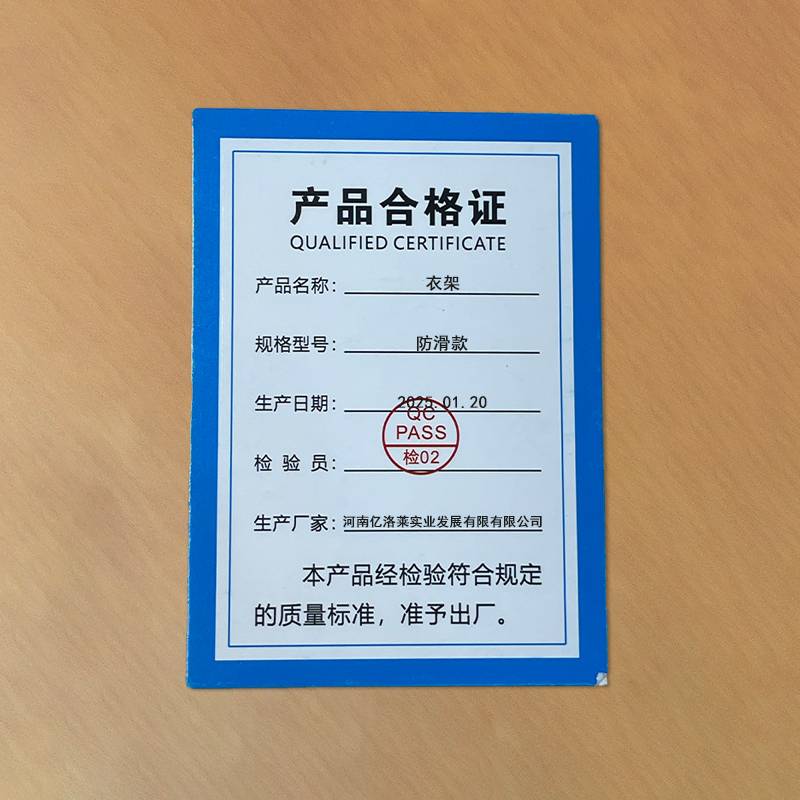 产品合格证
QUALIFIED CERTIFICATE
产品名称：衣架
规格型号：防滑款
生产日期：2025.01.20
QC
PASS
检验员：检02
生产厂家：河南亿洛莱实业发展有限有限公司
本产品经检验符合规定
的质量标准，准予出厂。